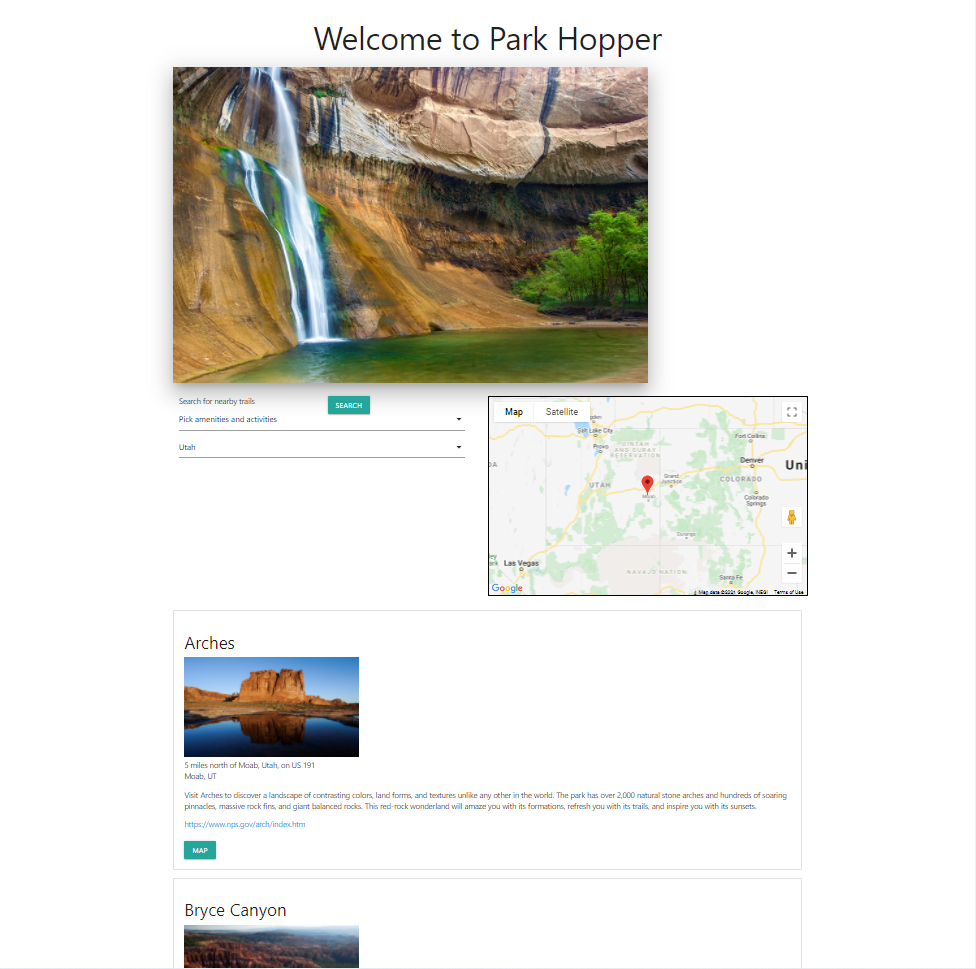 Welcome to Park Hopper
Search for nearby trails
SEARCH
Pick amenities and activities
Utah
Map
Satellite
Salt Lake City
Provo
UINTAH
AND OURAY
RESERVATION
Fort Collins
Denver
Uni
UTAH
Grand
Junction
COLORADO
Moab
Colorado
Springs
Durango
Las Vegas
NAVAJO NATION
Santa Fe
Google
Map data ©2021 Google, INEGI
Terms of Use
Arches
5 miles north of Moab, Utah, on US 191
Moab, UT
Visit Arches to discover a landscape of contrasting colors, land forms, and textures unlike any other in the world. The park has over 2,000 natural stone arches and hundreds of soaring
pinnacles, massive rock fins, and giant balanced rocks. This red-rock wonderland will amaze you with its formations, refresh you with its trails, and inspire you with its sunsets.
https://www.nps.gov/arch/index.htm
MAP
Bryce Canyon